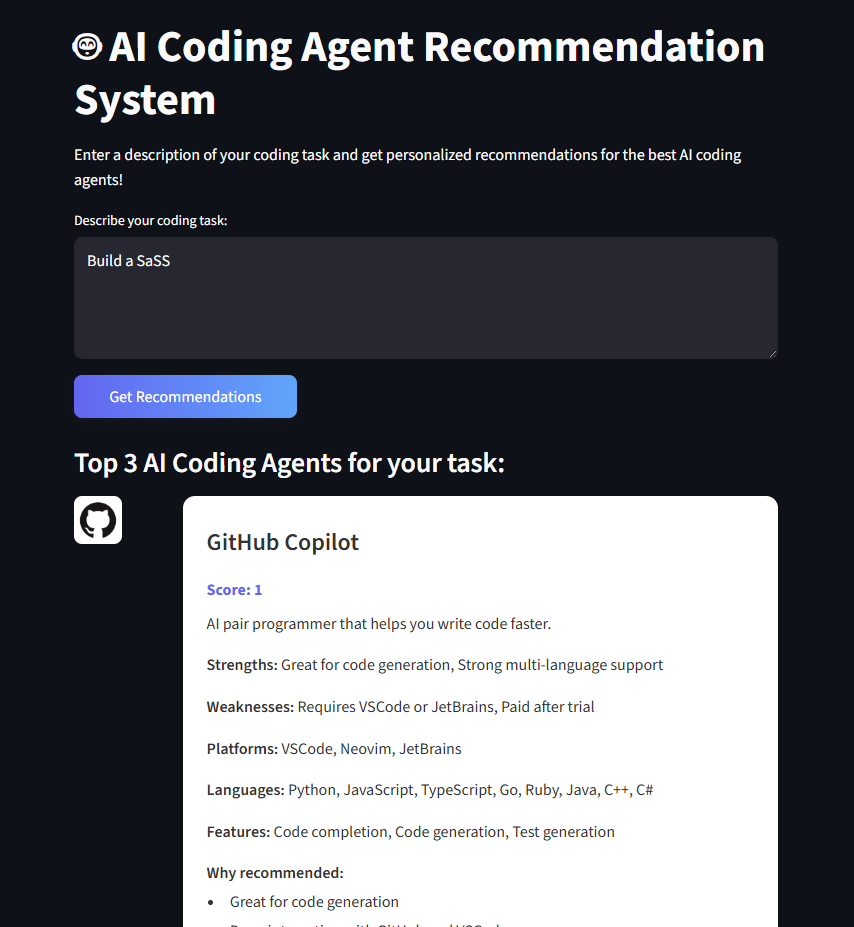 AI Coding Agent Recommendation
System
Enter a description of your coding task and get personalized recommendations for the best AI coding
agents!
Describe your coding task:
Build a SaSS
Get Recommendations
Top 3 AI Coding Agents for your task:
GitHub Copilot
Score: 1
AI pair programmer that helps you write code faster.
Strengths: Great for code generation, Strong multi-language support
Weaknesses: Requires VSCode or JetBrains, Paid after trial
Platforms: VSCode, Neovim, JetBrains
Languages: Python, JavaScript, TypeScript, Go, Ruby, Java, C++, C#
Features: Code completion, Code generation, Test generation
Why recommended:
• Great for code generation